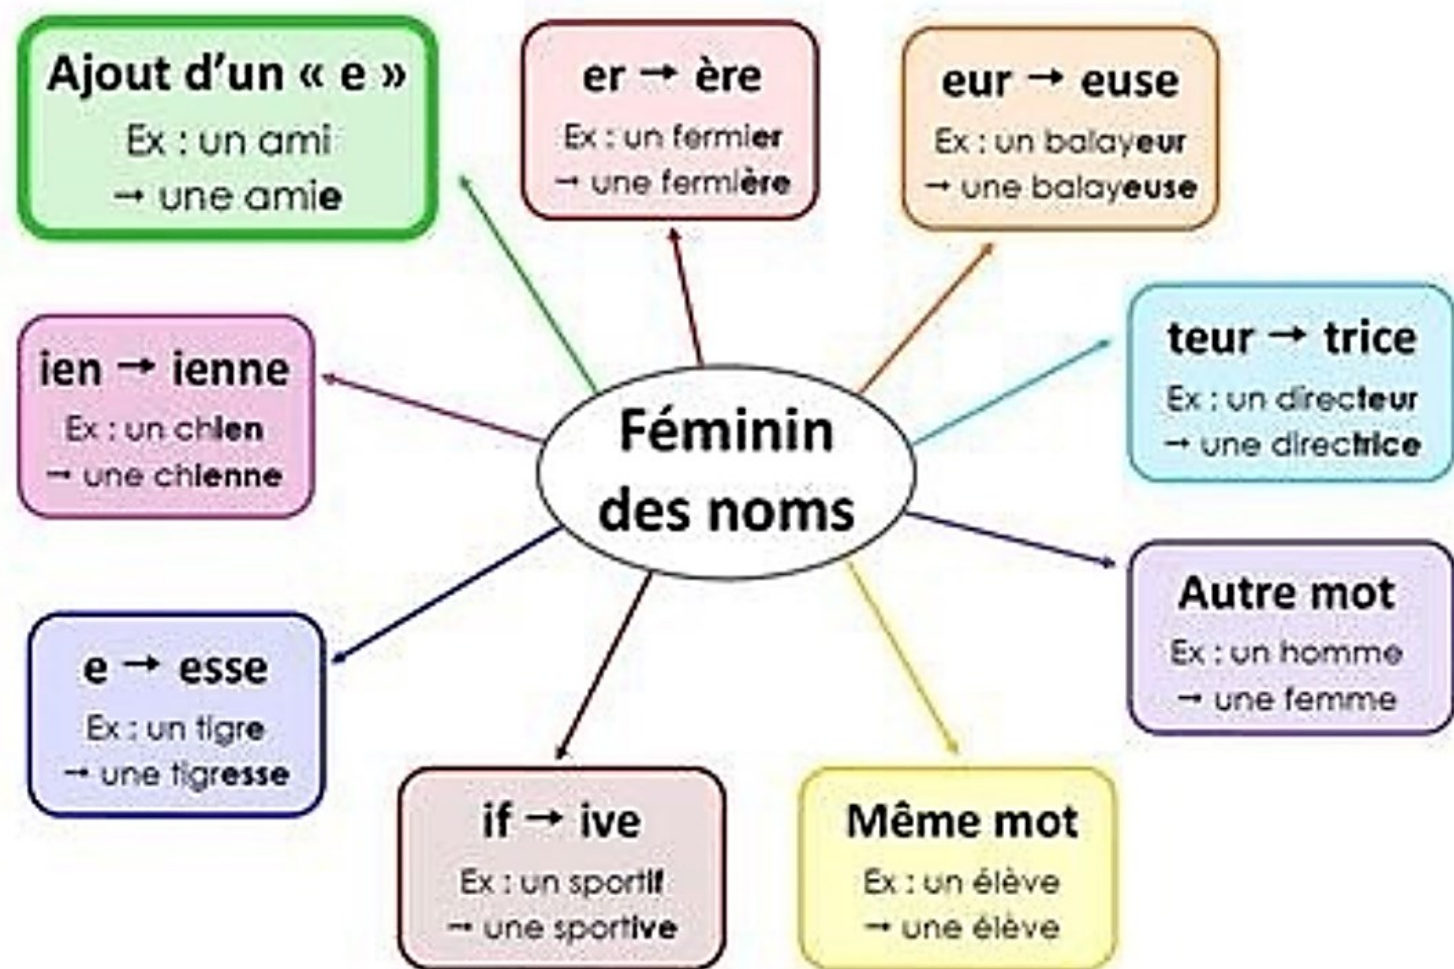 Ajout d'un « e »
Ex : un ami
→ une amie
er → ère
Ex : un fermier
→ une fermière
eur → euse
Ex : un balayeur
→ une balayeuse
ien → ienne
Ex : un chien
→ une chienne
Féminin
des noms
teur → trice
Ex : un directeur
→ une directrice
e → esse
Ex : un tigre
→ une tigresse
Autre mot
Ex : un homme
→ une femme
if → ive
Ex : un sportif
→ une sportive
Même mot
Ex : un élève
→ une élève